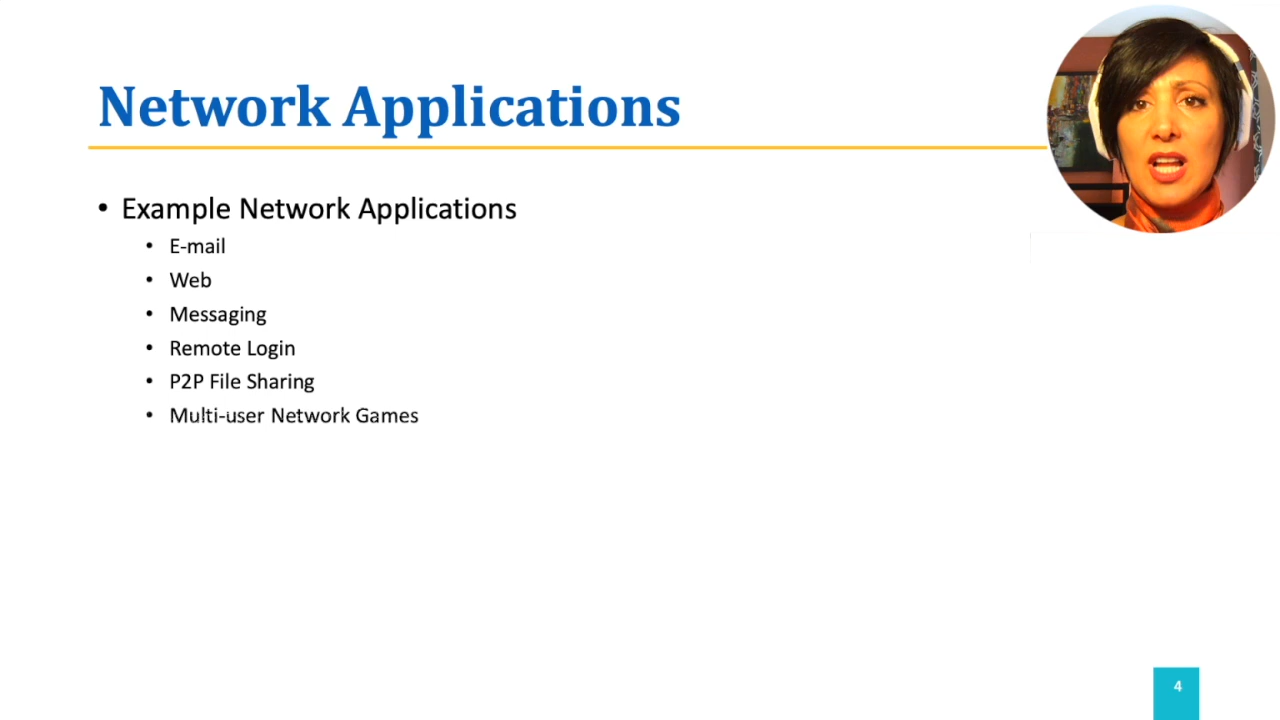 Network Applications
• Example Network Applications
• E-mail
• Web
• Messaging
• Remote Login
• P2P File Sharing
• Multi-user Network Games
4